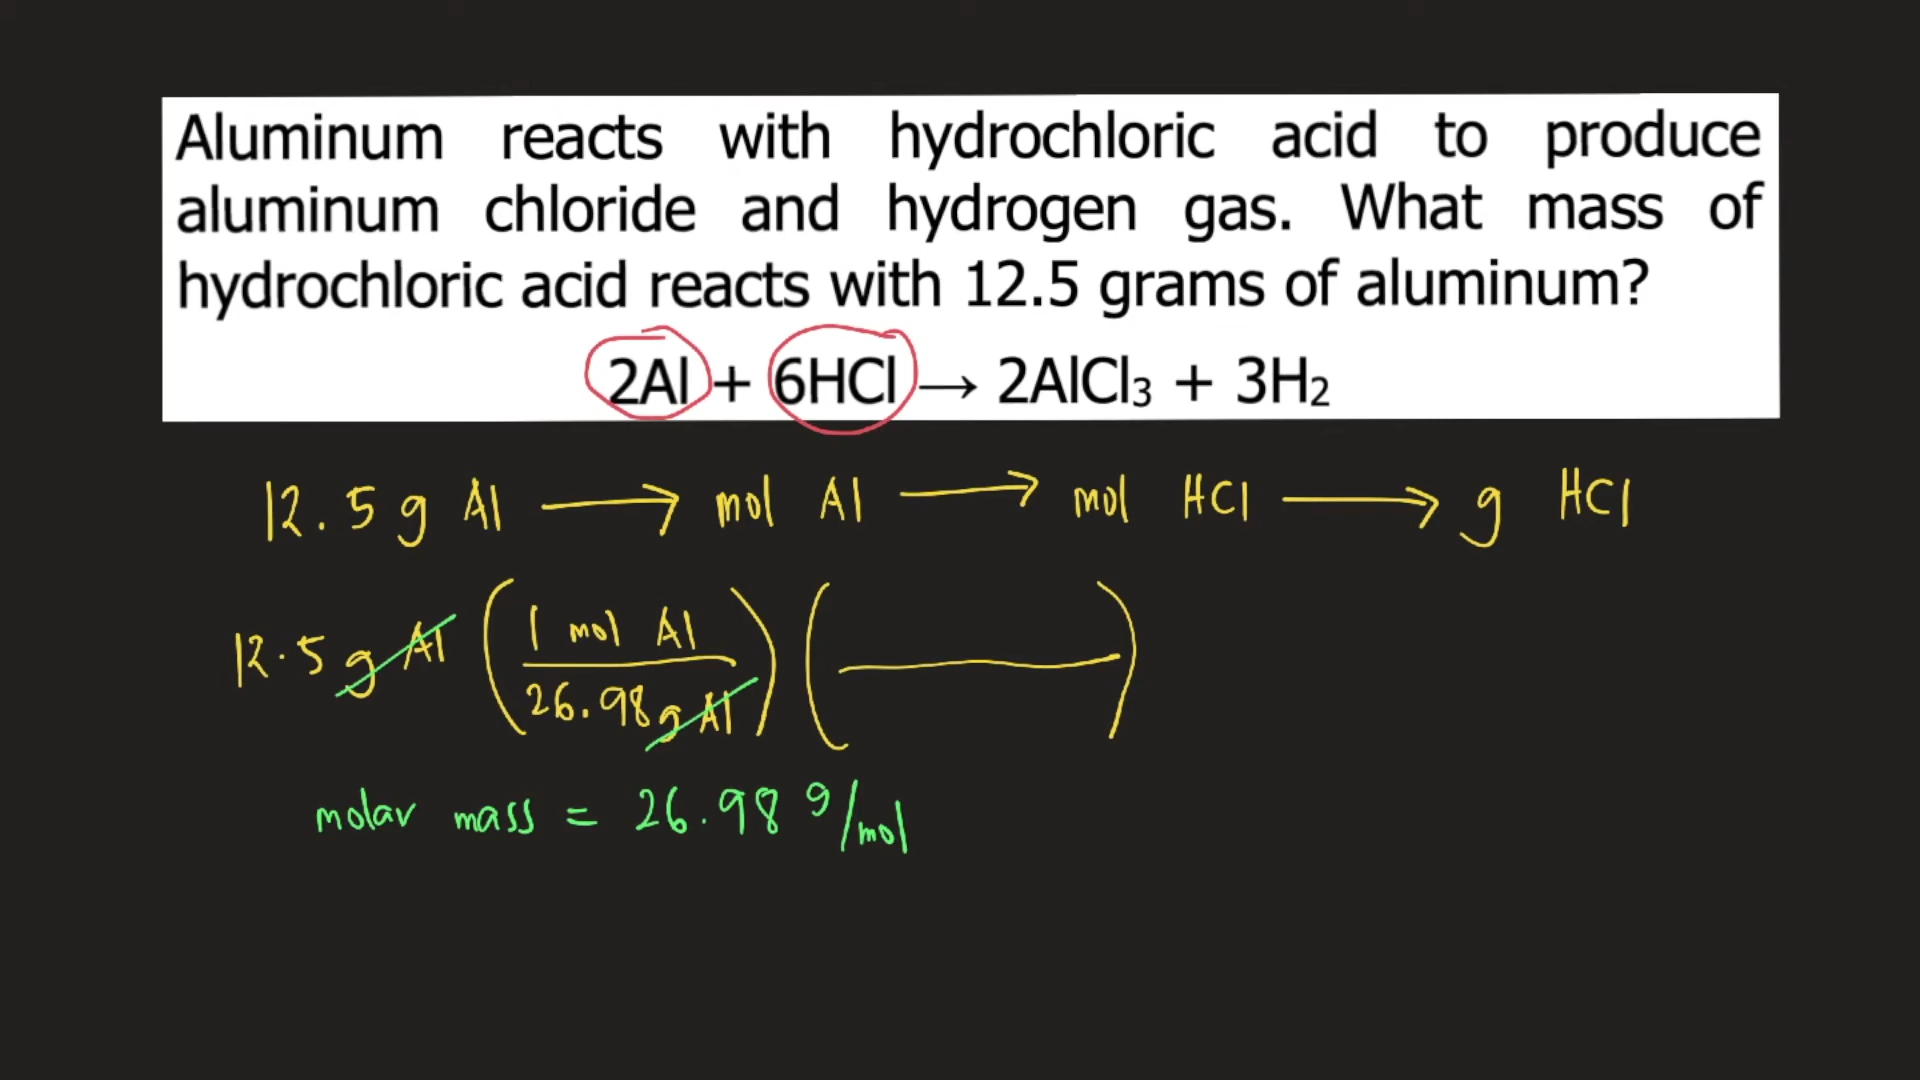 Aluminum reacts with hydrochloric acid to produce
aluminum chloride and hydrogen gas. What mass of
hydrochloric acid reacts with 12.5 grams of aluminum?
2Al + 6HCl → 2AlCl₃ + 3H₂
12.5 g Al → mol Al → mol HCl → g HCl
12.5 g Al (1 mol Al / 26.98 g Al) ( )
molar mass = 26.98 g/mol